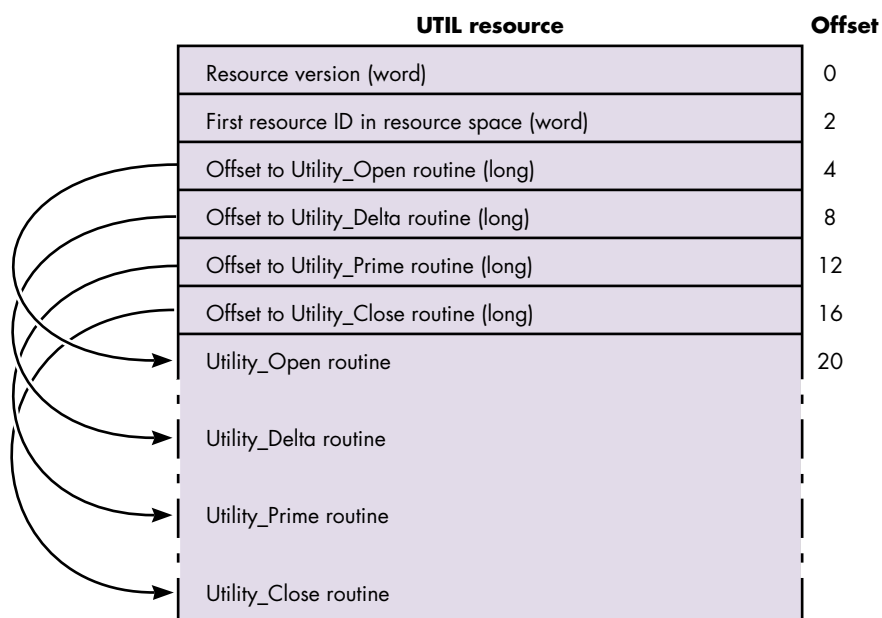 UTIL resource Offset
Resource version (word) 0
First resource ID in resource space (word) 2
Offset to Utility_Open routine (long) 4
Offset to Utility_Delta routine (long) 8
Offset to Utility_Prime routine (long) 12
Offset to Utility_Close routine (long) 16
Utility_Open routine 20
Utility_Delta routine
Utility_Prime routine
Utility_Close routine